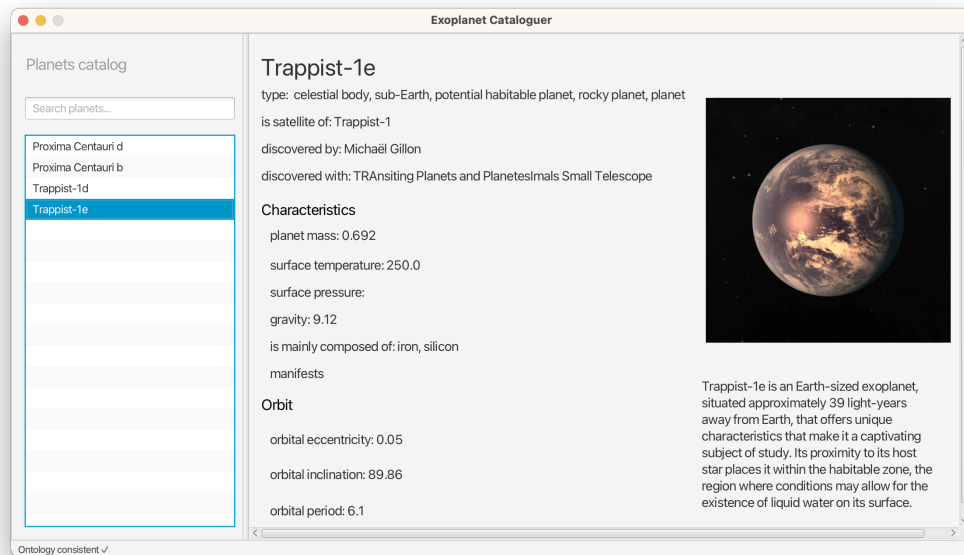 Exoplanet Cataloguer
Planets catalog
Search planets...
Proxima Centauri d
Proxima Centauri b
Trappist-1d
Trappist-1e
Trappist-1e
type: celestial body, sub-Earth, potential habitable planet, rocky planet, planet
is satellite of: Trappist-1
discovered by: Michaël Gillon
discovered with: TRAnsiting Planets and PlanetesImals Small Telescope
Characteristics
planet mass: 0.692
surface temperature: 250.0
surface pressure:
gravity: 9.12
is mainly composed of: iron, silicon
manifests
Orbit
orbital eccentricity: 0.05
orbital inclination: 89.86
orbital period: 6.1
Trappist-1e is an Earth-sized exoplanet,
situated approximately 39 light-years
away from Earth, that offers unique
characteristics that make it a captivating
subject of study. Its proximity to its host
star places it within the habitable zone, the
region where conditions may allow for the
existence of liquid water on its surface.
Ontology consistent ✓